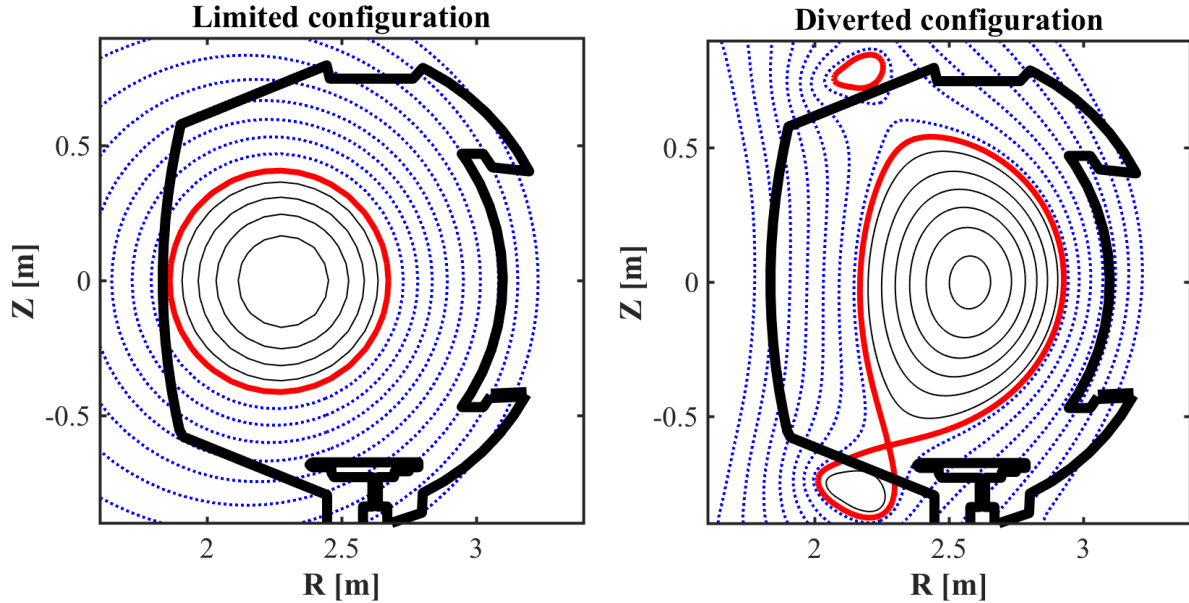 Limited configuration
Diverted configuration
0.5
0
-0.5
Z [m]
2
2.5
3
R [m]
0.5
0
-0.5
Z [m]
2
2.5
3
R [m]